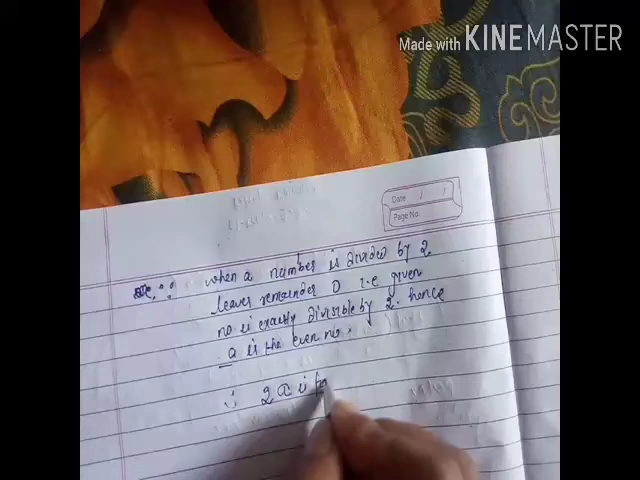 Made with KINEMASTER
Date / /
Page No.
when a number is divided by 2
leaves remainder 0 i.e given
no is exactly divisible by 2. hence
a is the even no.
2a is